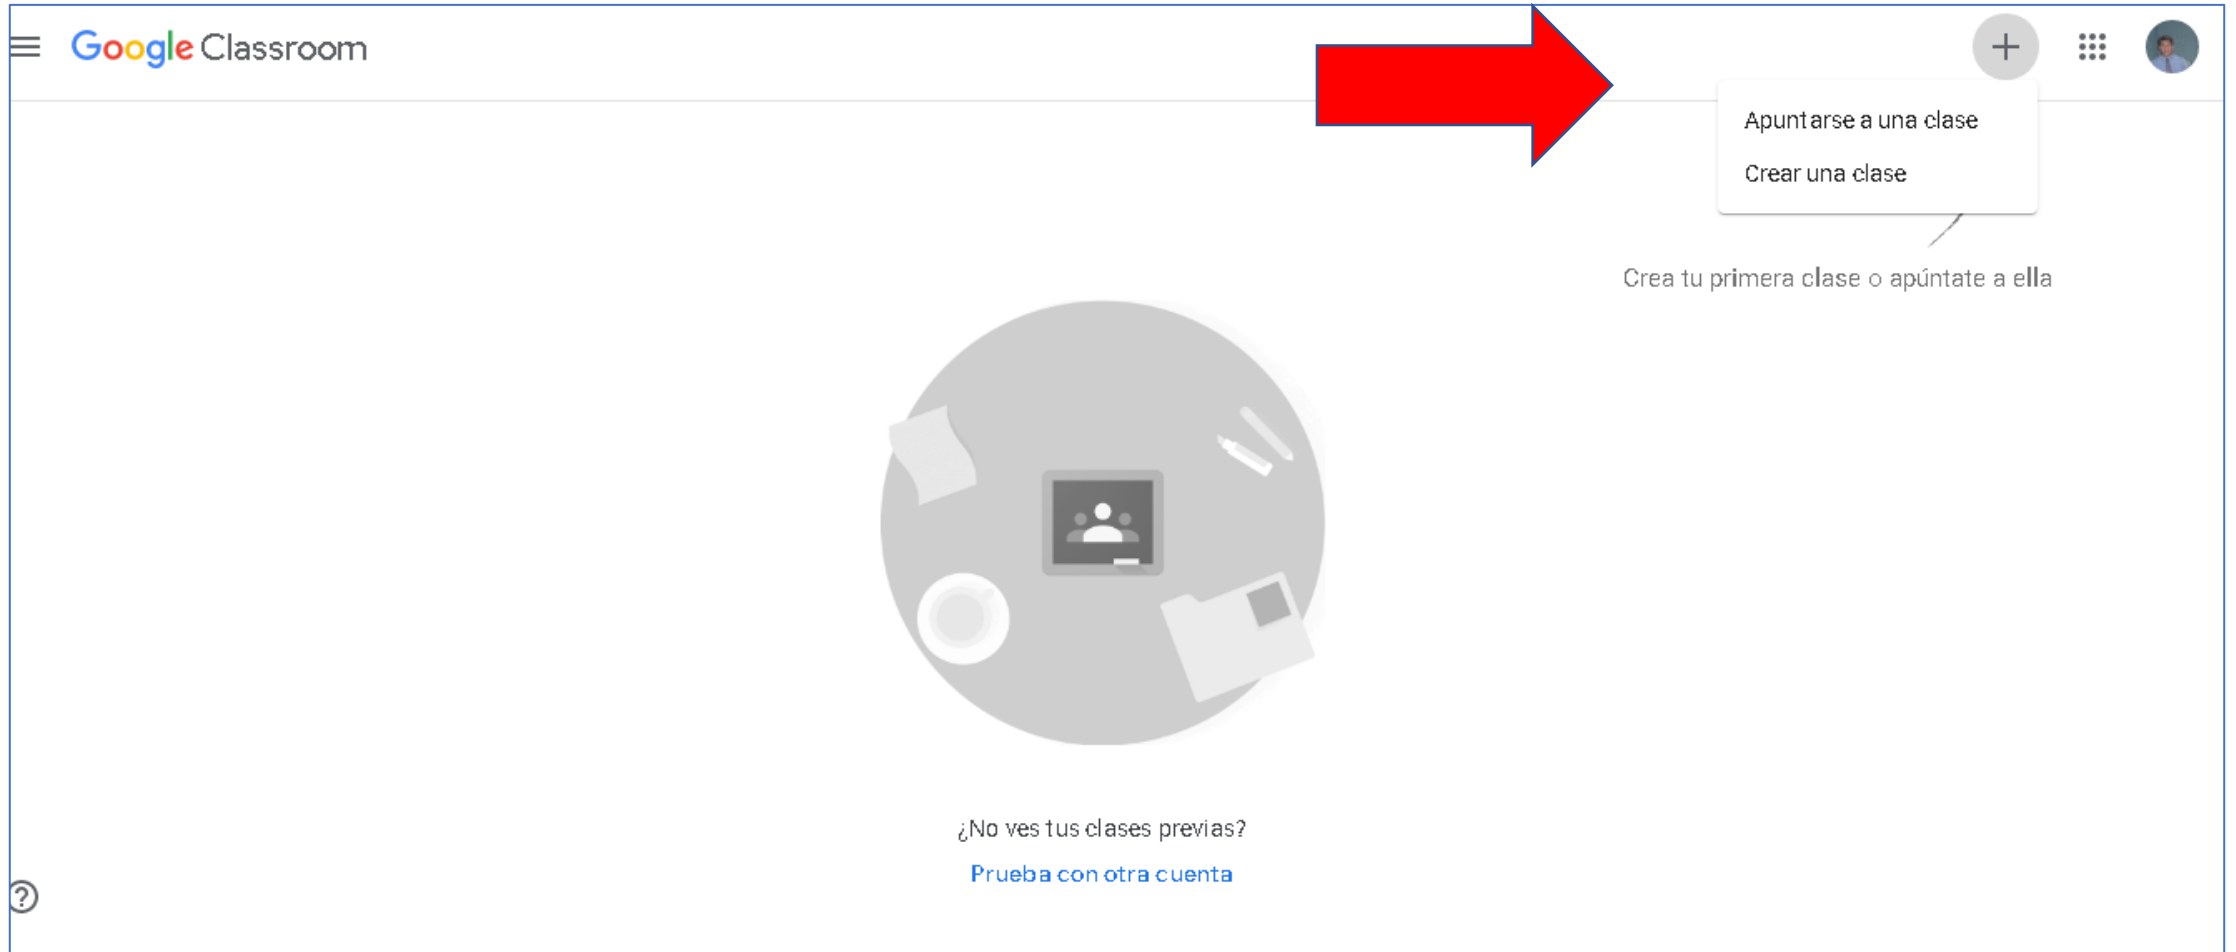 Google Classroom
Apuntarse a una clase
Crear una clase
Crea tu primera clase o apúntate a ella
¿No ves tus clases previas?
Prueba con otra cuenta